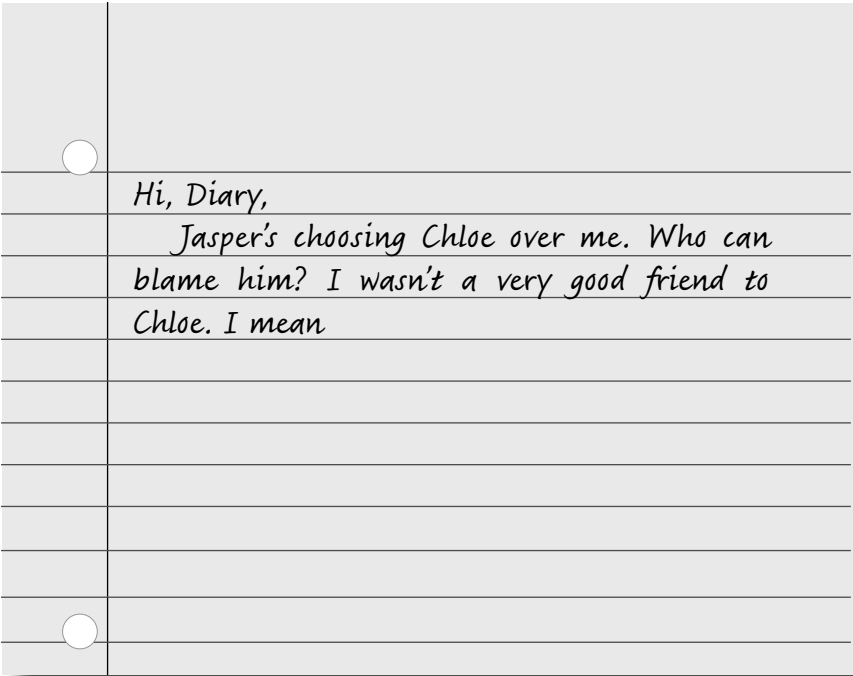 Hi, Diary,
Jasper's choosing Chloe over me. Who can
blame him? I wasn't a very good friend to
Chloe. I mean